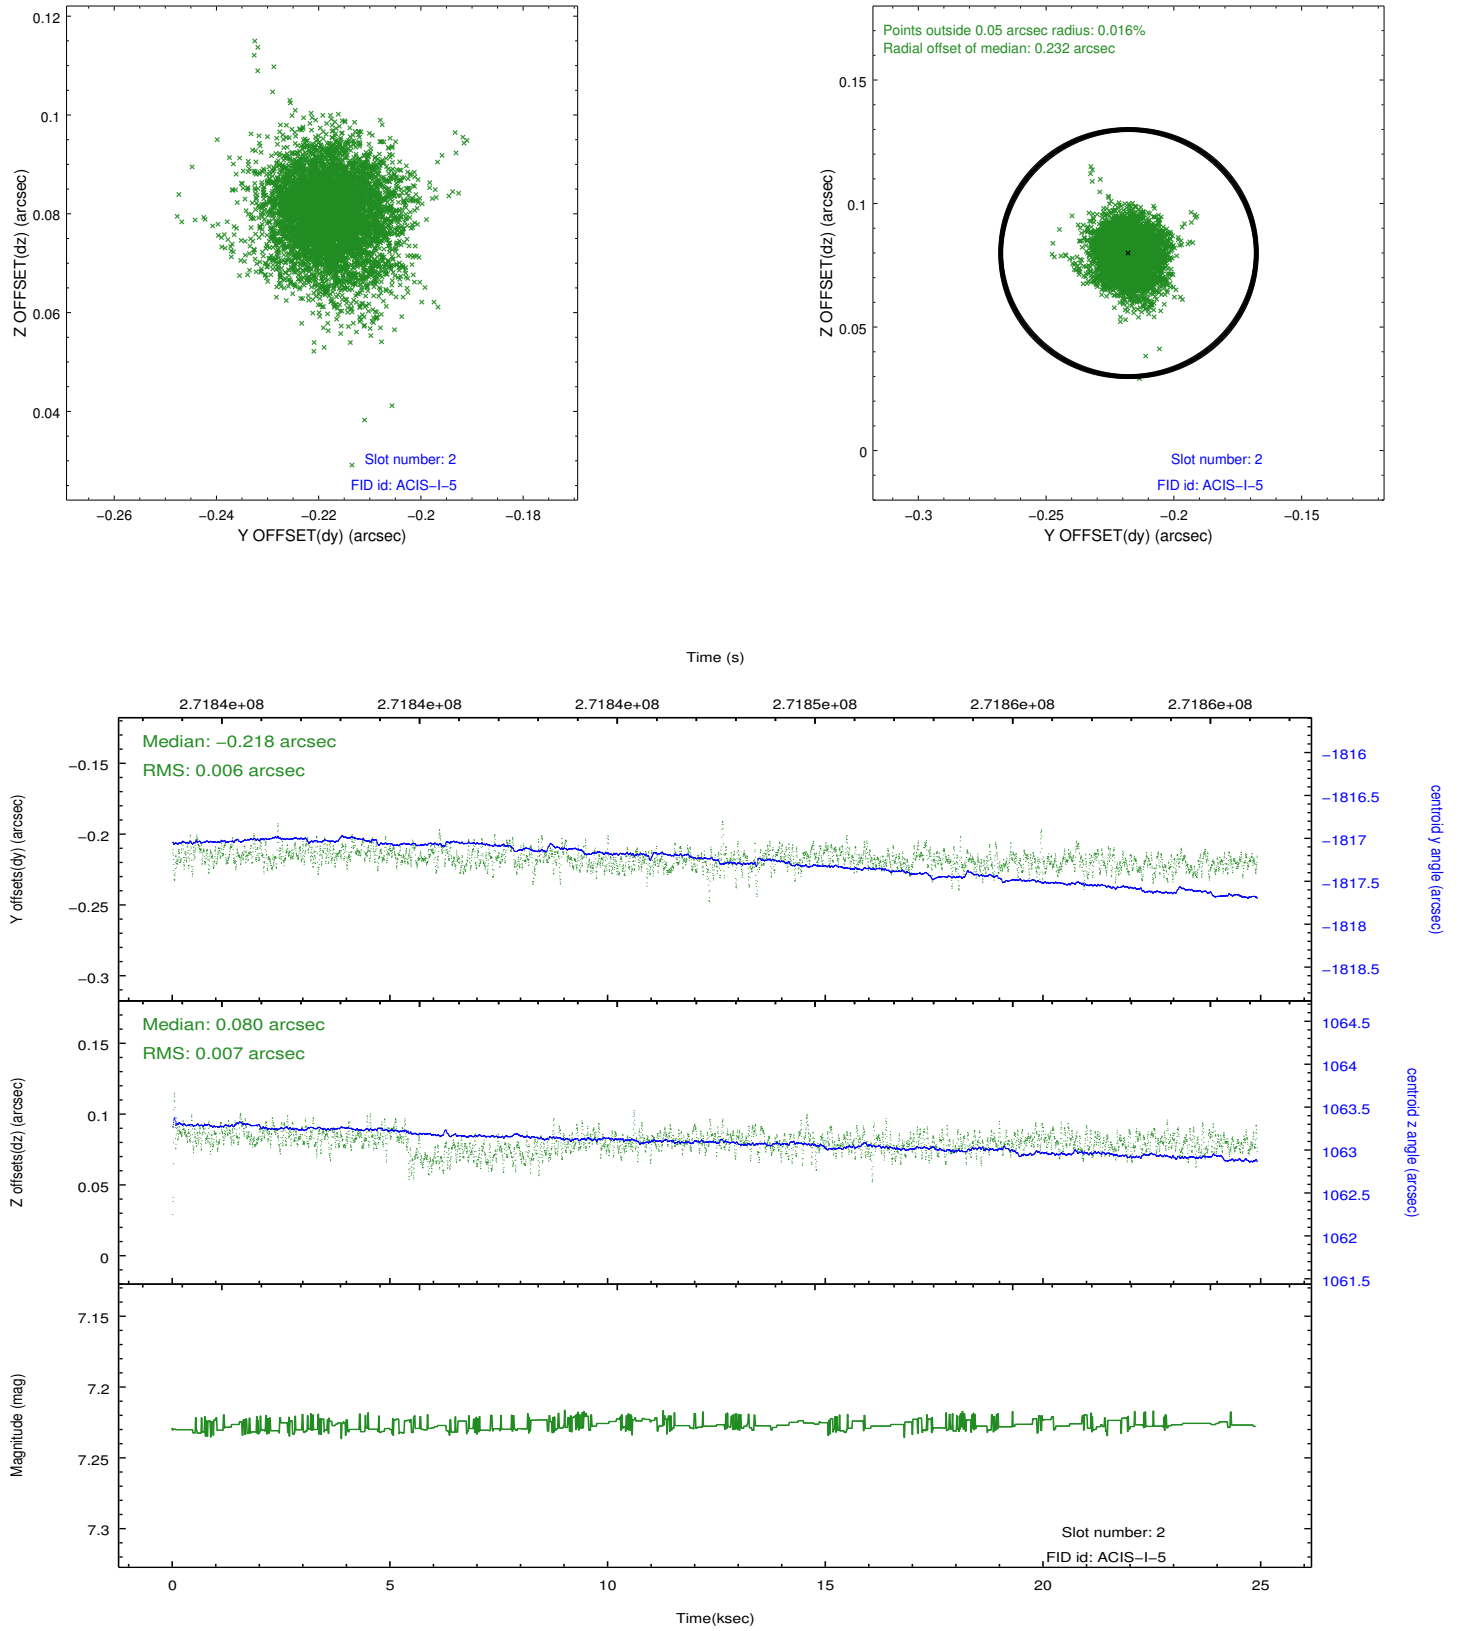 0.12
0.1
0.08
0.06
0.04
Z OFFSET(dz) (arcsec)
Slot number: 2
FID id: ACIS−I−5
−0.26 −0.24 −0.22 −0.2 −0.18
Y OFFSET(dy) (arcsec)
Points outside 0.05 arcsec radius: 0.016%
Radial offset of median: 0.232 arcsec
0.15
0.1
0.05
0
Z OFFSET(dz) (arcsec)
Slot number: 2
FID id: ACIS−I−5
−0.3 −0.25 −0.2 −0.15
Y OFFSET(dy) (arcsec)
Time (s)
2.7184e+08 2.7184e+08 2.7184e+08 2.7185e+08 2.7186e+08 2.7186e+08
Median: −0.218 arcsec
RMS: 0.006 arcsec
−0.15
−0.2
−0.25
−0.3
Y offsets(dy) (arcsec)
−1816
−1816.5
−1817
−1817.5
−1818
−1818.5
centroid y angle (arcsec)
Median: 0.080 arcsec
RMS: 0.007 arcsec
0.15
0.1
0.05
0
Z offsets(dz) (arcsec)
1064.5
1064
1063.5
1063
1062.5
1062
1061.5
centroid z angle (arcsec)
7.15
7.2
7.25
7.3
Magnitude (mag)
Slot number: 2
FID id: ACIS−I−5
0 5 10 15 20 25
Time(ksec)